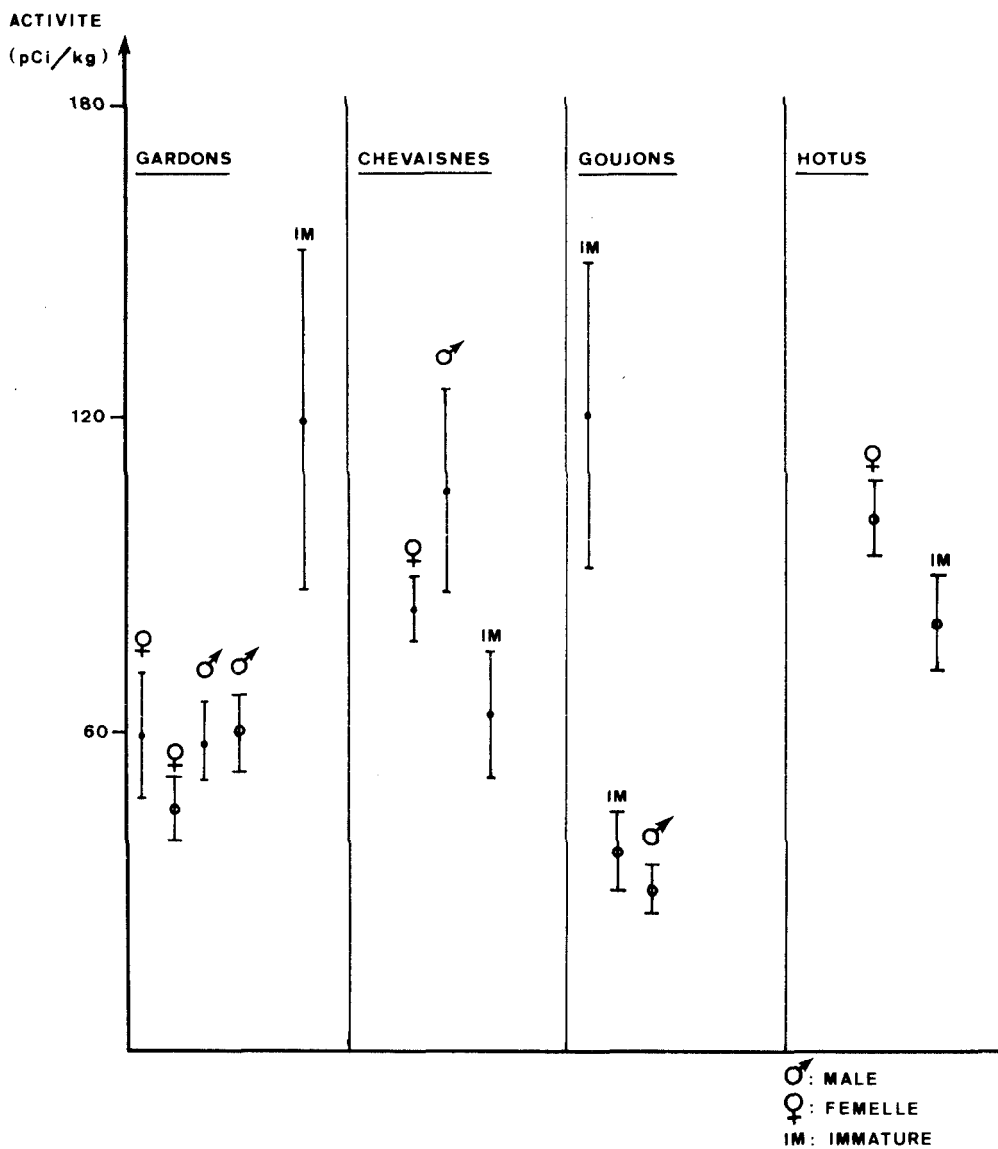 ACTIVITE
(pCi/kg)
180
GARDONS CHEVAISNES GOUJONS HOTUS
IM
IM
♂
120
♀
♀
IM
IM
♀
♂
♂
60
♀
IM
♂
♂: MALE
♀: FEMELLE
IM: IMMATURE